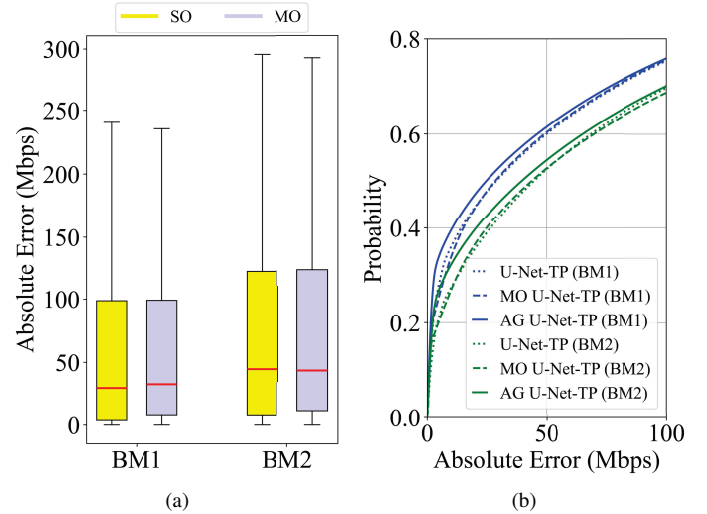 SO MO
300
250
200
150
100
50
0
Absolute Error (Mbps)
BM1 BM2
(a)
0.8
0.6
0.4
0.2
0.0
Probability
U-Net-TP (BM1)
MO U-Net-TP (BM1)
AG U-Net-TP (BM1)
U-Net-TP (BM2)
MO U-Net-TP (BM2)
AG U-Net-TP (BM2)
0 50 100
Absolute Error (Mbps)
(b)